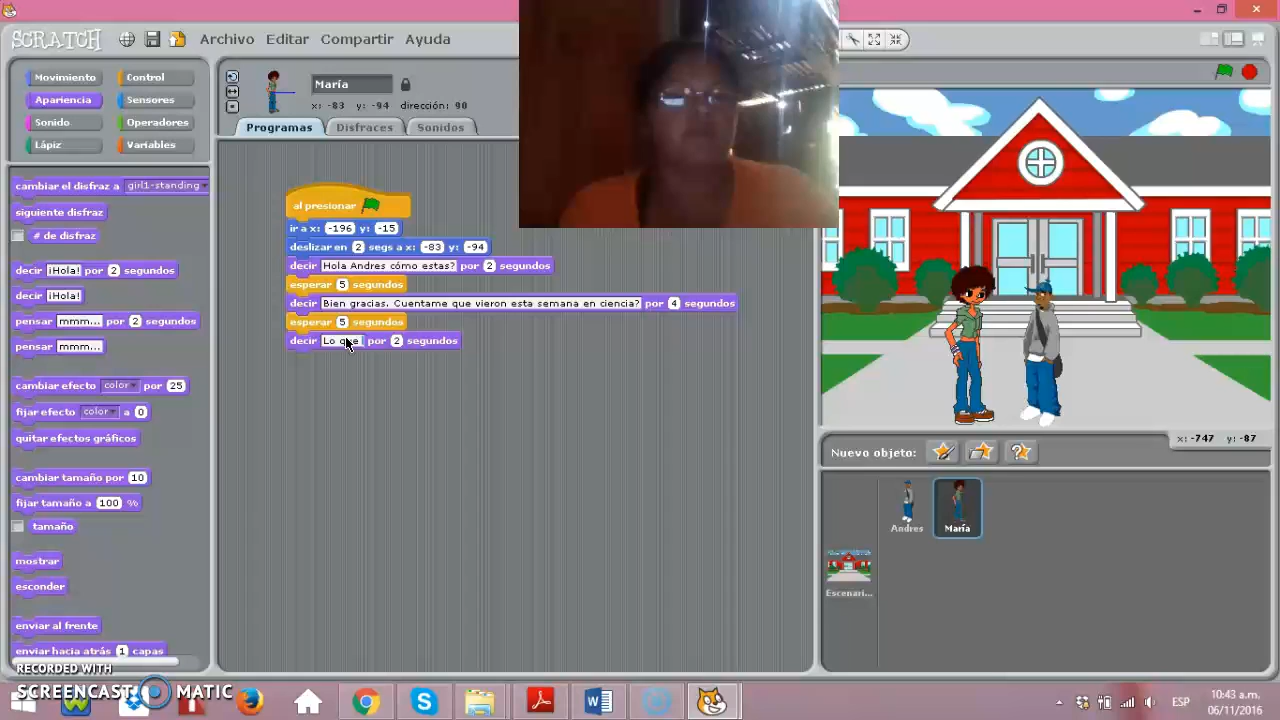 SCRATCH Archivo Editar Compartir Ayuda
Movimiento Control
Apariencia Sensores
Sonido Operadores
Lápiz Variables
María
x: -83 y: -94 dirección: 90
Programas Disfraces Sonidos
cambiar el disfraz a girl1-standing
siguiente disfraz
# de disfraz
decir ¡Hola! por 2 segundos
decir ¡Hola!
pensar mmm... por 2 segundos
pensar mmm...
cambiar efecto color por 25
fijar efecto color a 0
quitar efectos gráficos
cambiar tamaño por 10
fijar tamaño a 100 %
tamaño
mostrar
esconder
enviar al frente
enviar hacia atrás 1 capas
al presionar
ir a x: -196 y: -15
deslizar en 2 segs a x: -83 y: -94
decir Hola Andres cómo estas? por 2 segundos
esperar 5 segundos
decir Bien gracias. Cuentame que vieron esta semana en ciencia? por 4 segundos
esperar 5 segundos
decir Lo que por 2 segundos
x: -747 y: -87
Nuevo objeto:
Andres María
Escenari...
RECORDED WITH
SCREENCAST MATIC
ESP
10:43 a.m.
06/11/2016